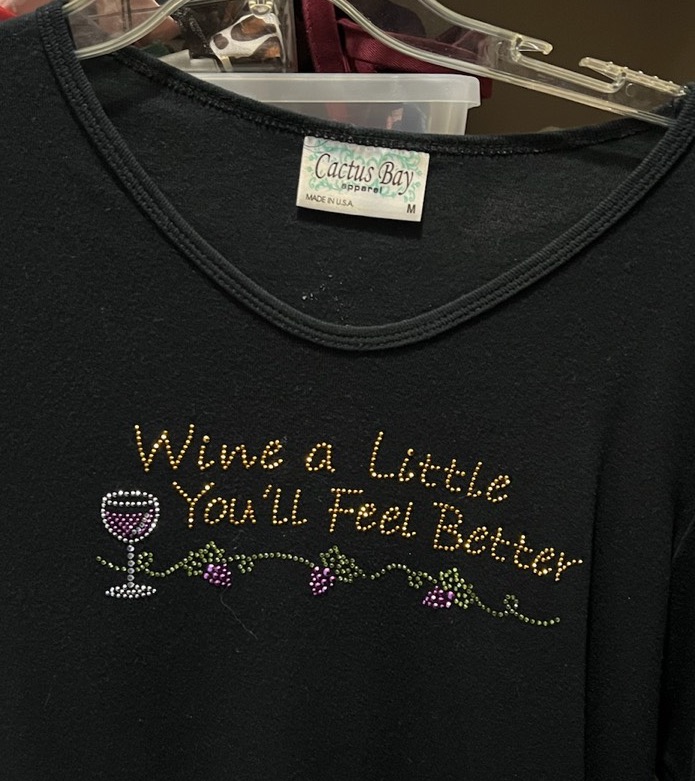 Cactus Bay
apparel
MADE IN U.S.A.
M
Wine a Little
You'll Feel Better